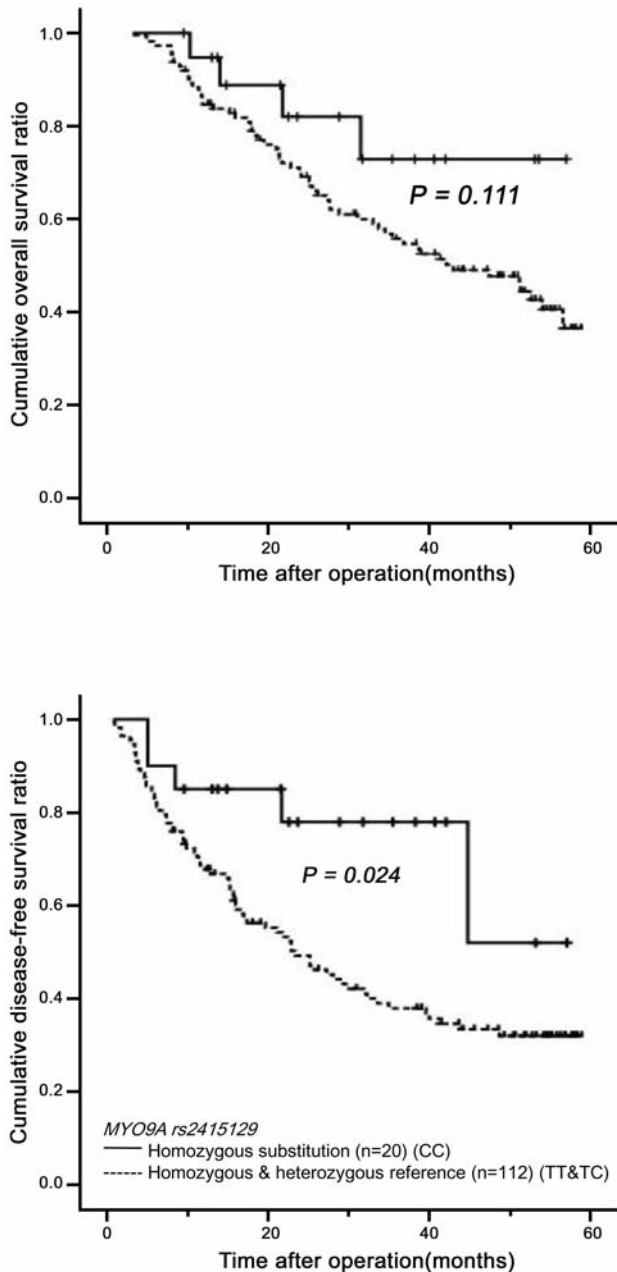 Cumulative overall survival ratio
1.0
0.8
0.6
0.4
0.2
0.0
P = 0.111
0 20 40 60
Time after operation(months)
Cumulative disease-free survival ratio
1.0
0.8
0.6
0.4
0.2
0.0
P = 0.024
MYO9A rs2415129
Homozygous substitution (n=20) (CC)
Homozygous & heterozygous reference (n=112) (TT&TC)
0 20 40 60
Time after operation(months)